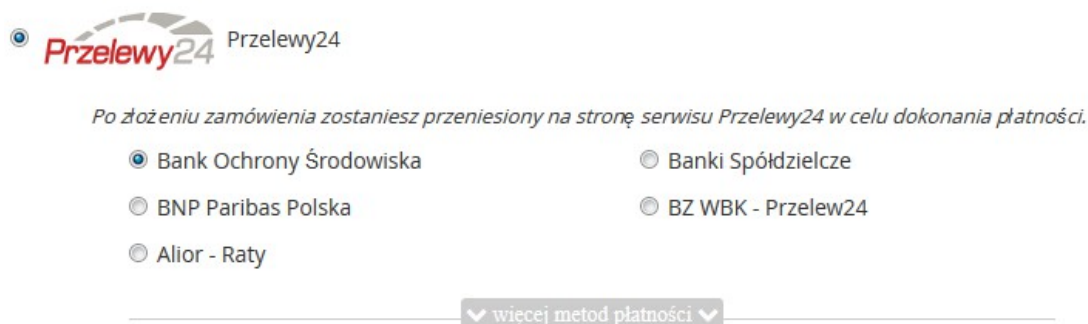 Przelewy24 Przelewy24
Po złożeniu zamówienia zostaniesz przeniesiony na stronę serwisu Przelewy24 w celu dokonania płatności.
Bank Ochrony Środowiska Banki Spółdzielcze
BNP Paribas Polska BZ WBK - Przelew24
Alior - Raty
więcej metod płatności